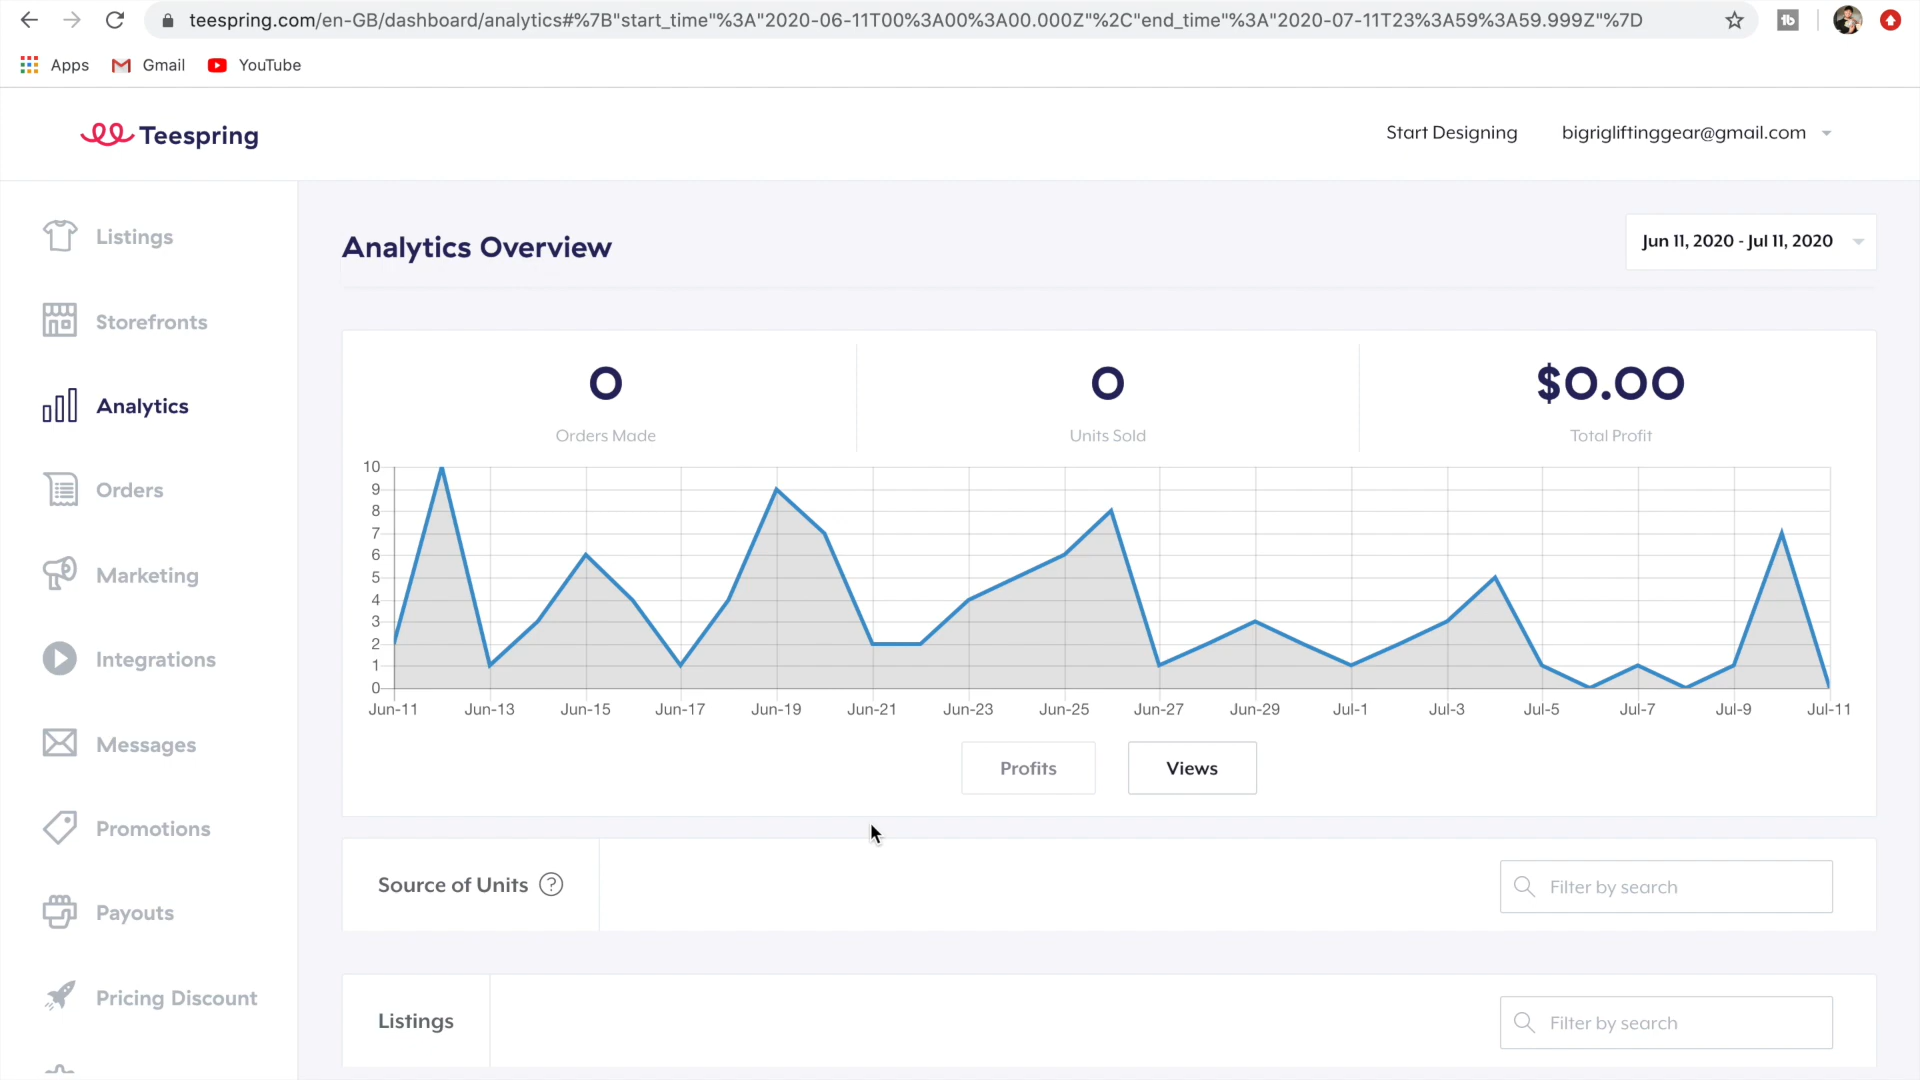 teespring.com/en-GB/dashboard/analytics#%7B"start_time"%3A"2020-06-11T00%3A00%3A00.000Z"%2C"end_time"%3A"2020-07-11T23%3A59%3A59.999Z"%7D
Apps Gmail YouTube
Teespring
Start Designing bigrigliftinggear@gmail.com
Listings
Storefronts
Analytics
Orders
Marketing
Integrations
Messages
Promotions
Payouts
Pricing Discount
Analytics Overview
Jun 11, 2020 - Jul 11, 2020
0 0 $0.00
Orders Made Units Sold Total Profit
10
9
8
7
6
5
4
3
2
1
0
Jun-11 Jun-13 Jun-15 Jun-17 Jun-19 Jun-21 Jun-23 Jun-25 Jun-27 Jun-29 Jul-1 Jul-3 Jul-5 Jul-7 Jul-9 Jul-11
Profits Views
Source of Units ? Filter by search
Listings Filter by search